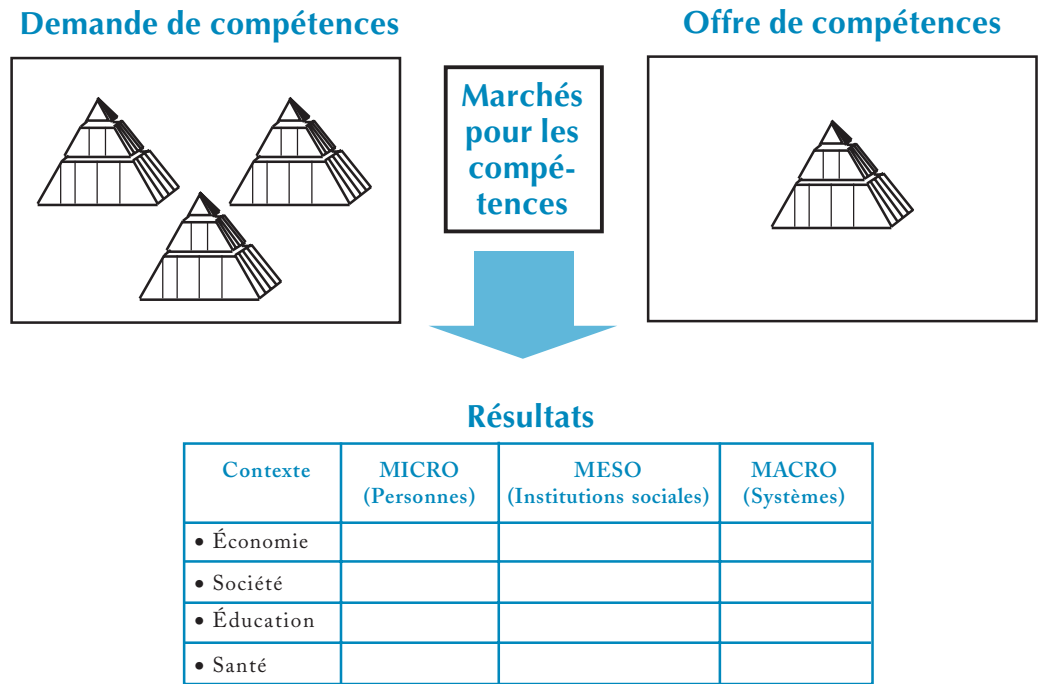 Demande de compétences
Offre de compétences
Marchés
pour les
compé-
tences
Résultats
Contexte MICRO MESO MACRO
(Personnes) (Institutions sociales) (Systèmes)
• Économie
• Société
• Éducation
• Santé